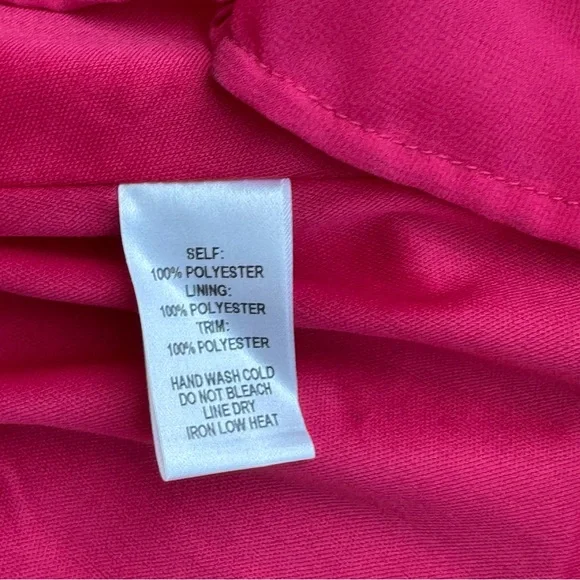 SELF:
100% POLYESTER
LINING:
100% POLYESTER
TRIM:
100% POLYESTER
HAND WASH COLD
DO NOT BLEACH
LINE DRY
IRON LOW HEAT